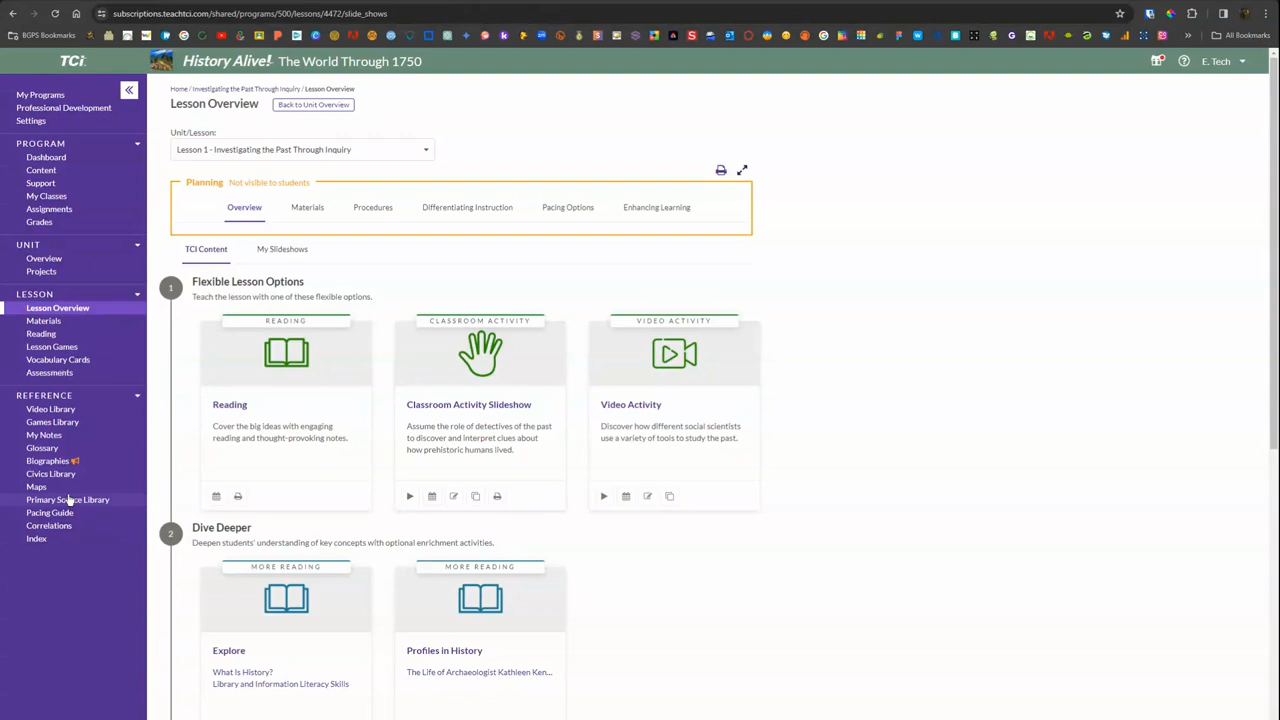 subscriptions.teachtci.com/shared/programs/500/lessons/4472/slide_shows
BGPS Bookmarks
All Bookmarks
TCi
History Alive! The World Through 1750
E. Tech
My Programs
Professional Development
Settings
PROGRAM
Dashboard
Content
Support
My Classes
Assignments
Grades
UNIT
Overview
Projects
LESSON
Lesson Overview
Materials
Reading
Lesson Games
Vocabulary Cards
Assessments
REFERENCE
Video Library
Games Library
My Notes
Glossary
Biographies
Civics Library
Maps
Primary Source Library
Pacing Guide
Correlations
Index
Home / Investigating the Past Through Inquiry / Lesson Overview
Lesson Overview Back to Unit Overview
Unit/Lesson:
Lesson 1 - Investigating the Past Through Inquiry
Planning Not visible to students
Overview Materials Procedures Differentiating Instruction Pacing Options Enhancing Learning
TCI Content My Slideshows
1 Flexible Lesson Options
Teach the lesson with one of these flexible options.
READING
Reading
Cover the big ideas with engaging
reading and thought-provoking notes.
CLASSROOM ACTIVITY
Classroom Activity Slideshow
Assume the role of detectives of the past
to discover and interpret clues about
how prehistoric humans lived.
VIDEO ACTIVITY
Video Activity
Discover how different social scientists
use a variety of tools to study the past.
2 Dive Deeper
Deepen students' understanding of key concepts with optional enrichment activities.
MORE READING
Explore
What Is History?
Library and Information Literacy Skills
MORE READING
Profiles in History
The Life of Archaeologist Kathleen Ken...